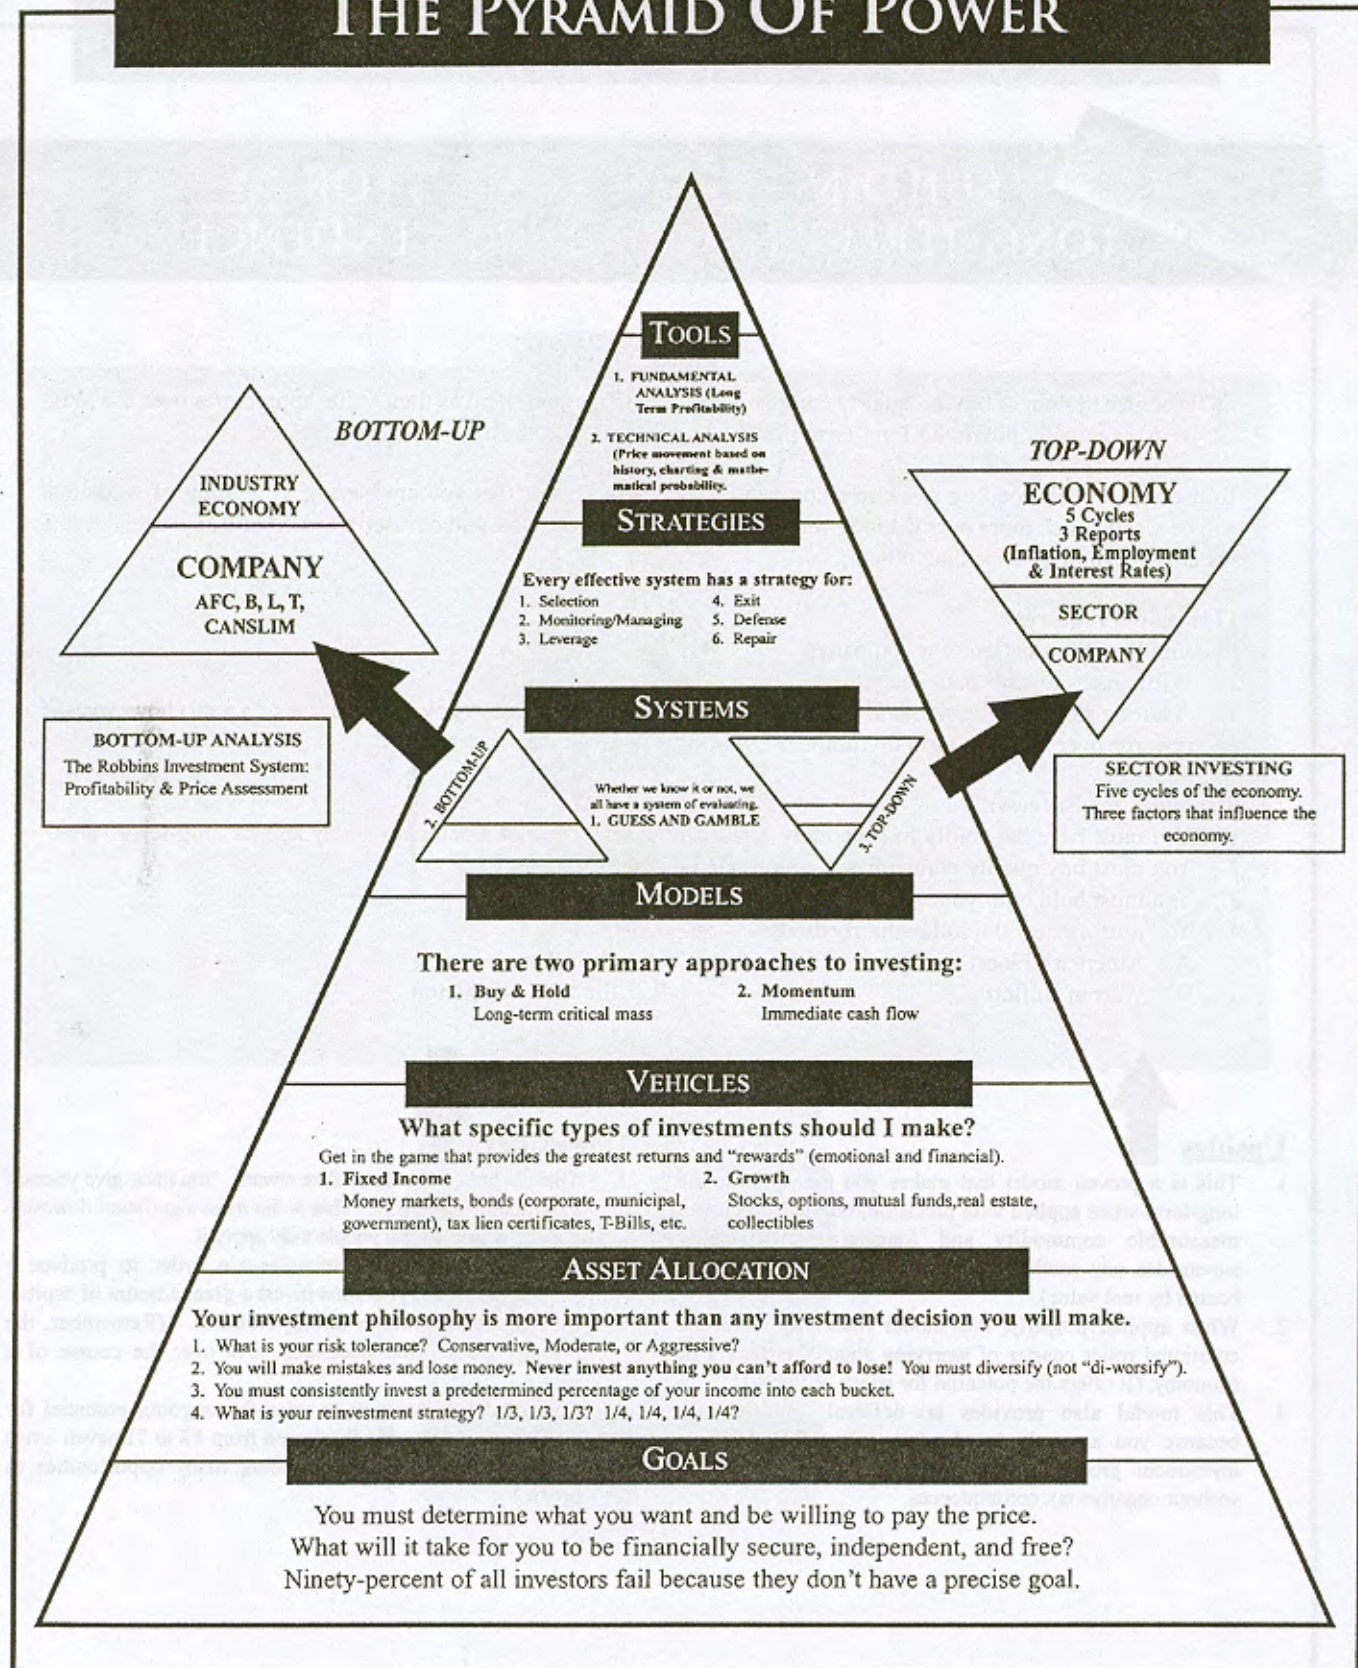 THE PYRAMID OF POWER
TOOLS
1. FUNDAMENTAL
ANALYSIS (Long
Term Profitability)
2. TECHNICAL ANALYSIS
(Price movement based on
history, charting & mathe-
matical probability.
BOTTOM-UP
INDUSTRY
ECONOMY
COMPANY
AFC, B, L, T,
CANSLIM
TOP-DOWN
ECONOMY
5 Cycles
3 Reports
(Inflation, Employment
& Interest Rates)
SECTOR
COMPANY
STRATEGIES
Every effective system has a strategy for:
1. Selection
2. Monitoring/Managing
3. Leverage
4. Exit
5. Defense
6. Repair
BOTTOM-UP ANALYSIS
The Robbins Investment System:
Profitability & Price Assessment
SYSTEMS
2. BOTTOM-UP
Whether we know it or not, we
all have a system of evaluating.
1. GUESS AND GAMBLE
3. TOP-DOWN
SECTOR INVESTING
Five cycles of the economy.
Three factors that influence the
economy.
MODELS
There are two primary approaches to investing:
1. Buy & Hold
Long-term critical mass
2. Momentum
Immediate cash flow
VEHICLES
What specific types of investments should I make?
Get in the game that provides the greatest returns and “rewards” (emotional and financial).
1. Fixed Income
Money markets, bonds (corporate, municipal,
government), tax lien certificates, T-Bills, etc.
2. Growth
Stocks, options, mutual funds,real estate,
collectibles
ASSET ALLOCATION
Your investment philosophy is more important than any investment decision you will make.
1. What is your risk tolerance? Conservative, Moderate, or Aggressive?
2. You will make mistakes and lose money. Never invest anything you can’t afford to lose! You must diversify (not “di-worsify”).
3. You must consistently invest a predetermined percentage of your income into each bucket.
4. What is your reinvestment strategy? 1/3, 1/3, 1/3? 1/4, 1/4, 1/4, 1/4?
GOALS
You must determine what you want and be willing to pay the price.
What will it take for you to be financially secure, independent, and free?
Ninety-percent of all investors fail because they don’t have a precise goal.